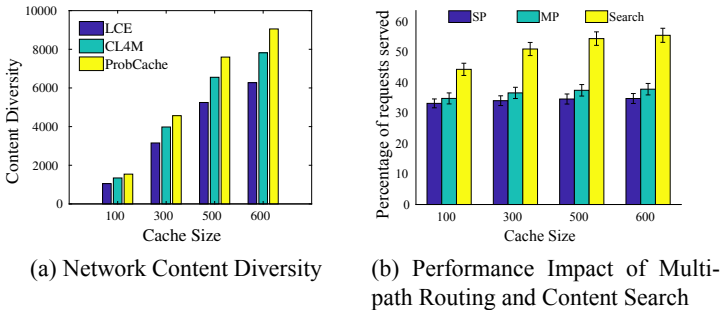 10000
8000
6000
4000
2000
0
Content Diversity
LCE
CL4M
ProbCache
100 300 500 600
Cache Size
(a) Network Content Diversity
60
50
40
30
20
10
0
Percentage of requests served
SP MP Search
100 300 500 600
Cache Size
(b) Performance Impact of Multi-
path Routing and Content Search